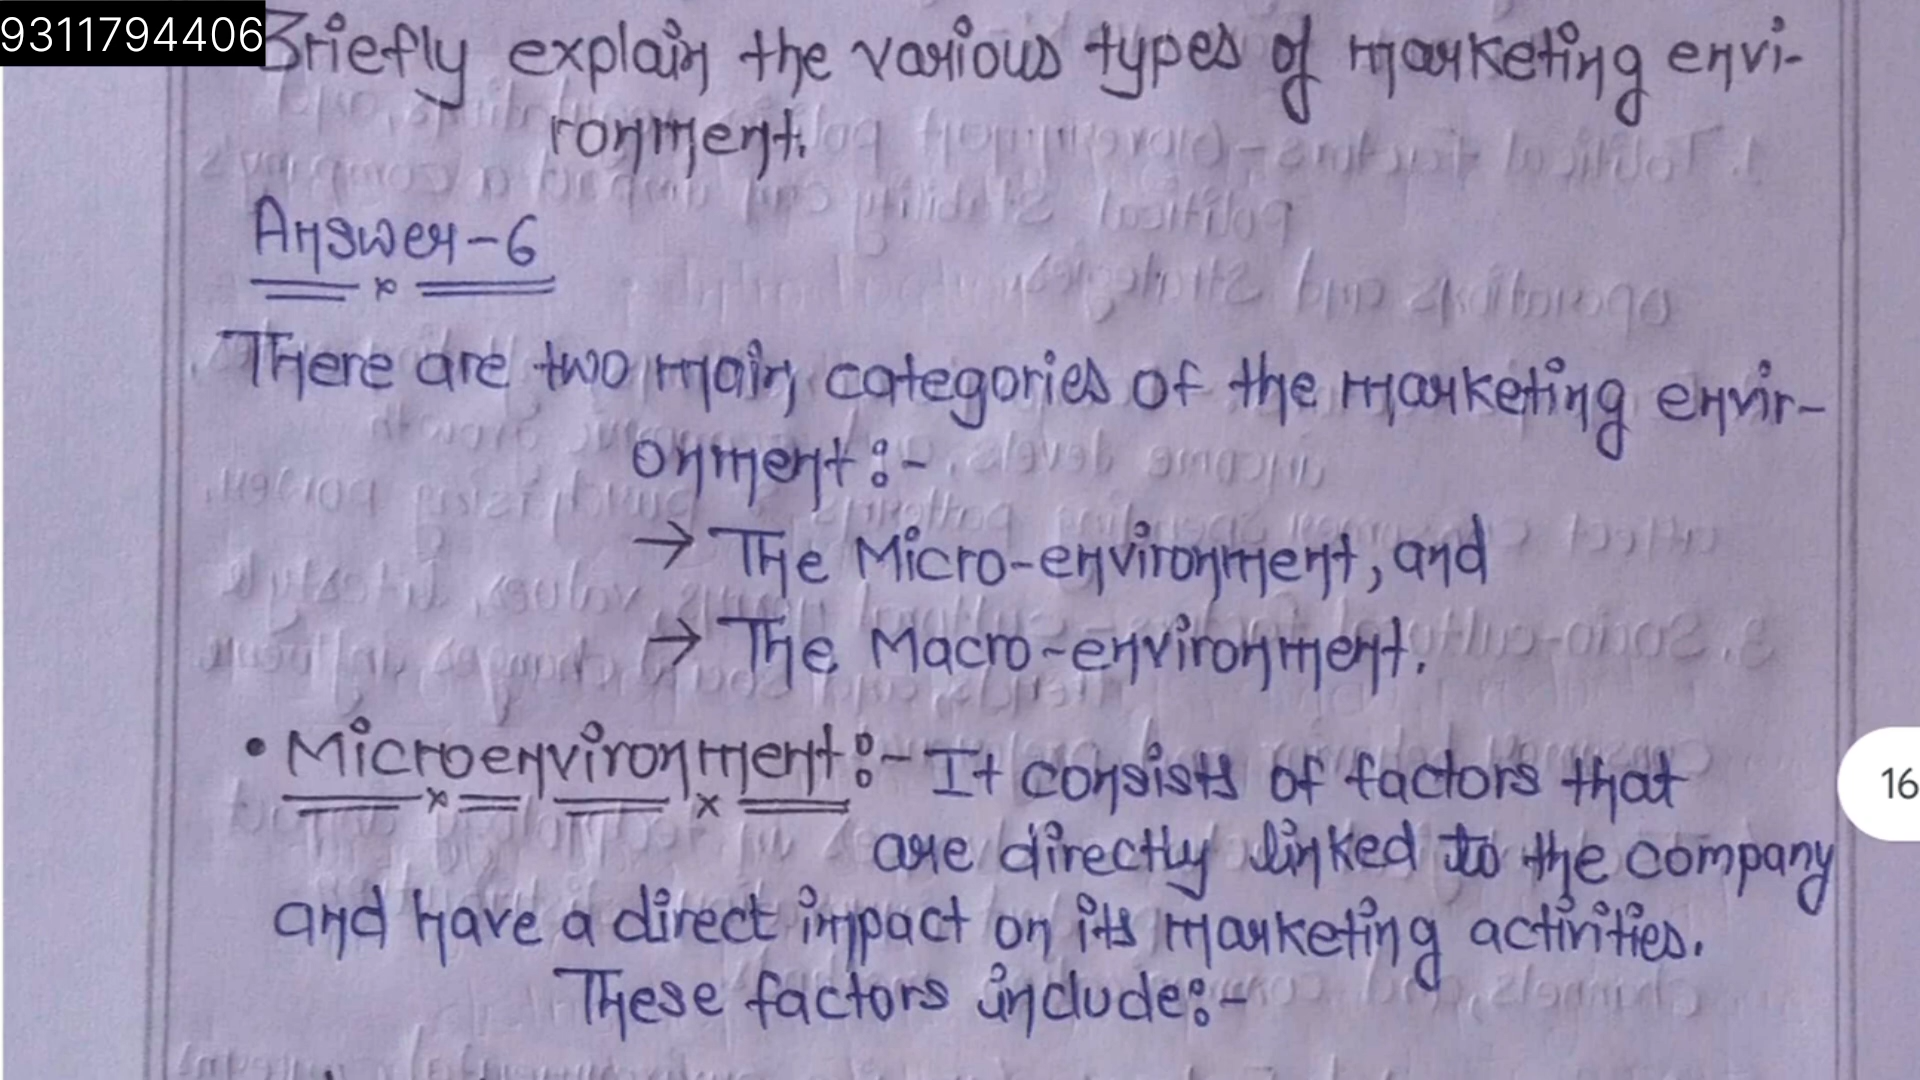 9311794406
Briefly explain the various types of marketing envi-
ronment.
Answer-6
There are two main categories of the marketing envir-
onment:-
→ The Micro-environment, and
→ The Macro-environment.
• Microenvironment:- It consists of factors that
are directly linked to the company
and have a direct impact on its marketing activities.
These factors include:-
16